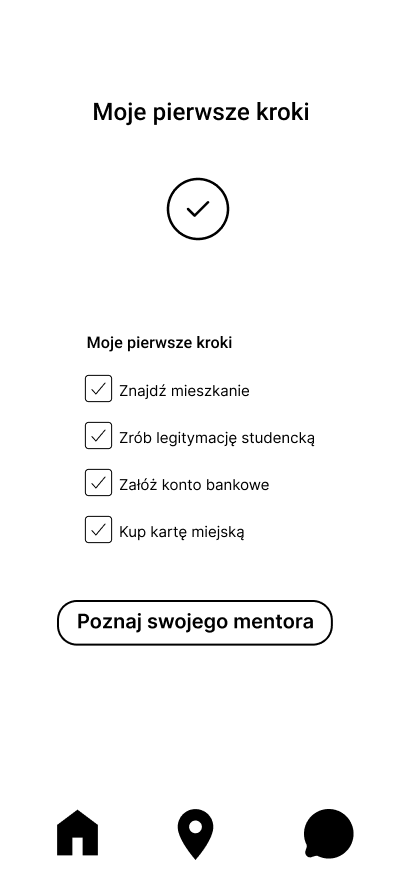 Moje pierwsze kroki
Moje pierwsze kroki
Znajdź mieszkanie
Zrób legitymację studencką
Załóż konto bankowe
Kup kartę miejską
Poznaj swojego mentora